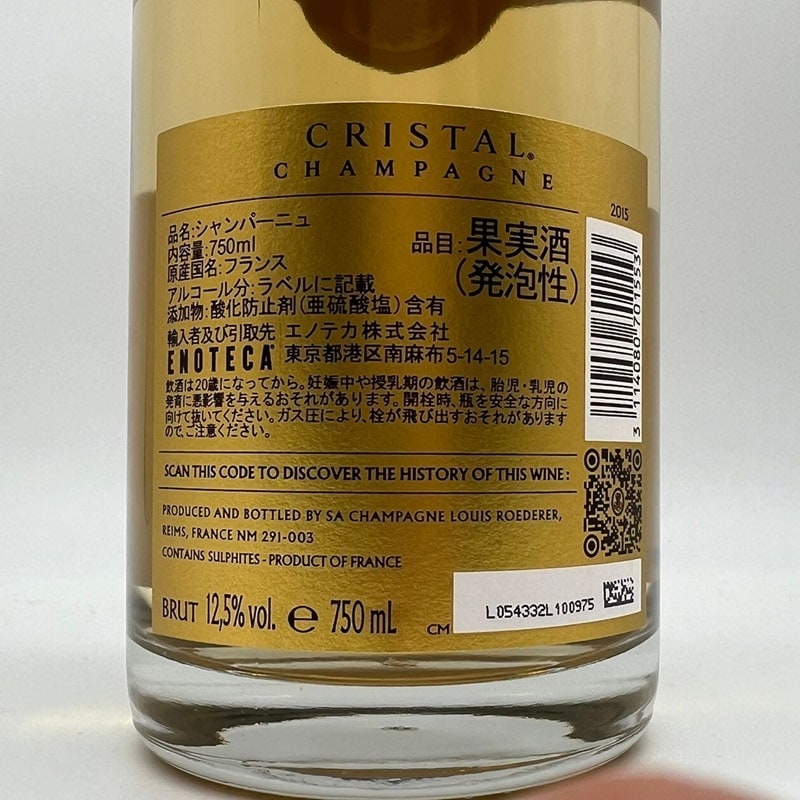 CRISTAL®
CHAMPAGNE
2015
品名:シャンパーニュ
内容量:750ml
原産国名:フランス
アルコール分:ラベルに記載
添加物:酸化防止剤(亜硫酸塩)含有
品目:果実酒
(発泡性)
輸入者及び引取先 エノテカ株式会社
ENOTECA® 東京都港区南麻布5-14-15
飲酒は20歳になってから。妊娠中や授乳期の飲酒は、胎児・乳児の
発育に悪影響を与えるおそれがあります。開栓時、瓶を安全な方向に
向けて抜いてください。ガス圧により、栓が飛び出すおそれがあります
ので、ご注意ください。
3 114080 701553
SCAN THIS CODE TO DISCOVER THE HISTORY OF THIS WINE:
PRODUCED AND BOTTLED BY SA CHAMPAGNE LOUIS ROEDERER,
REIMS, FRANCE NM 291-003
CONTAINS SULPHITES - PRODUCT OF FRANCE
BRUT 12,5% vol. e 750 mL
CM
L054332L100975